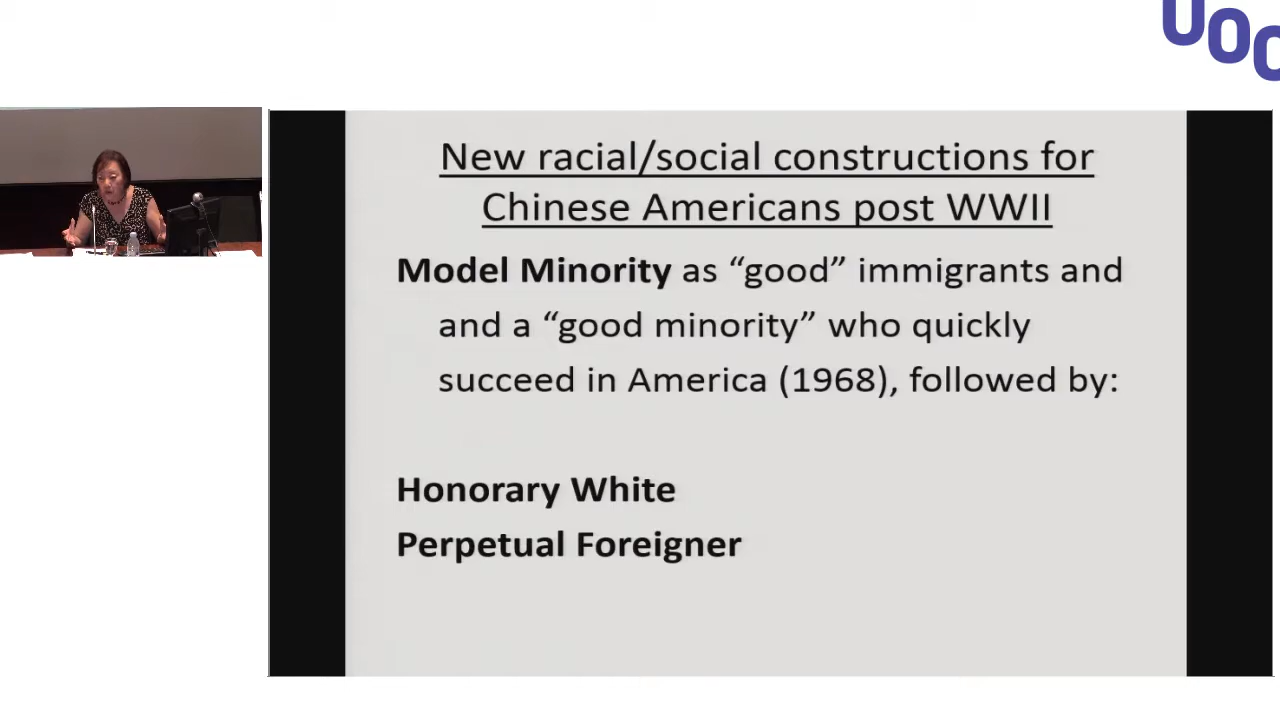 UOC
New racial/social constructions for
Chinese Americans post WWII
Model Minority as “good” immigrants and
and a “good minority” who quickly
succeed in America (1968), followed by:
Honorary White
Perpetual Foreigner